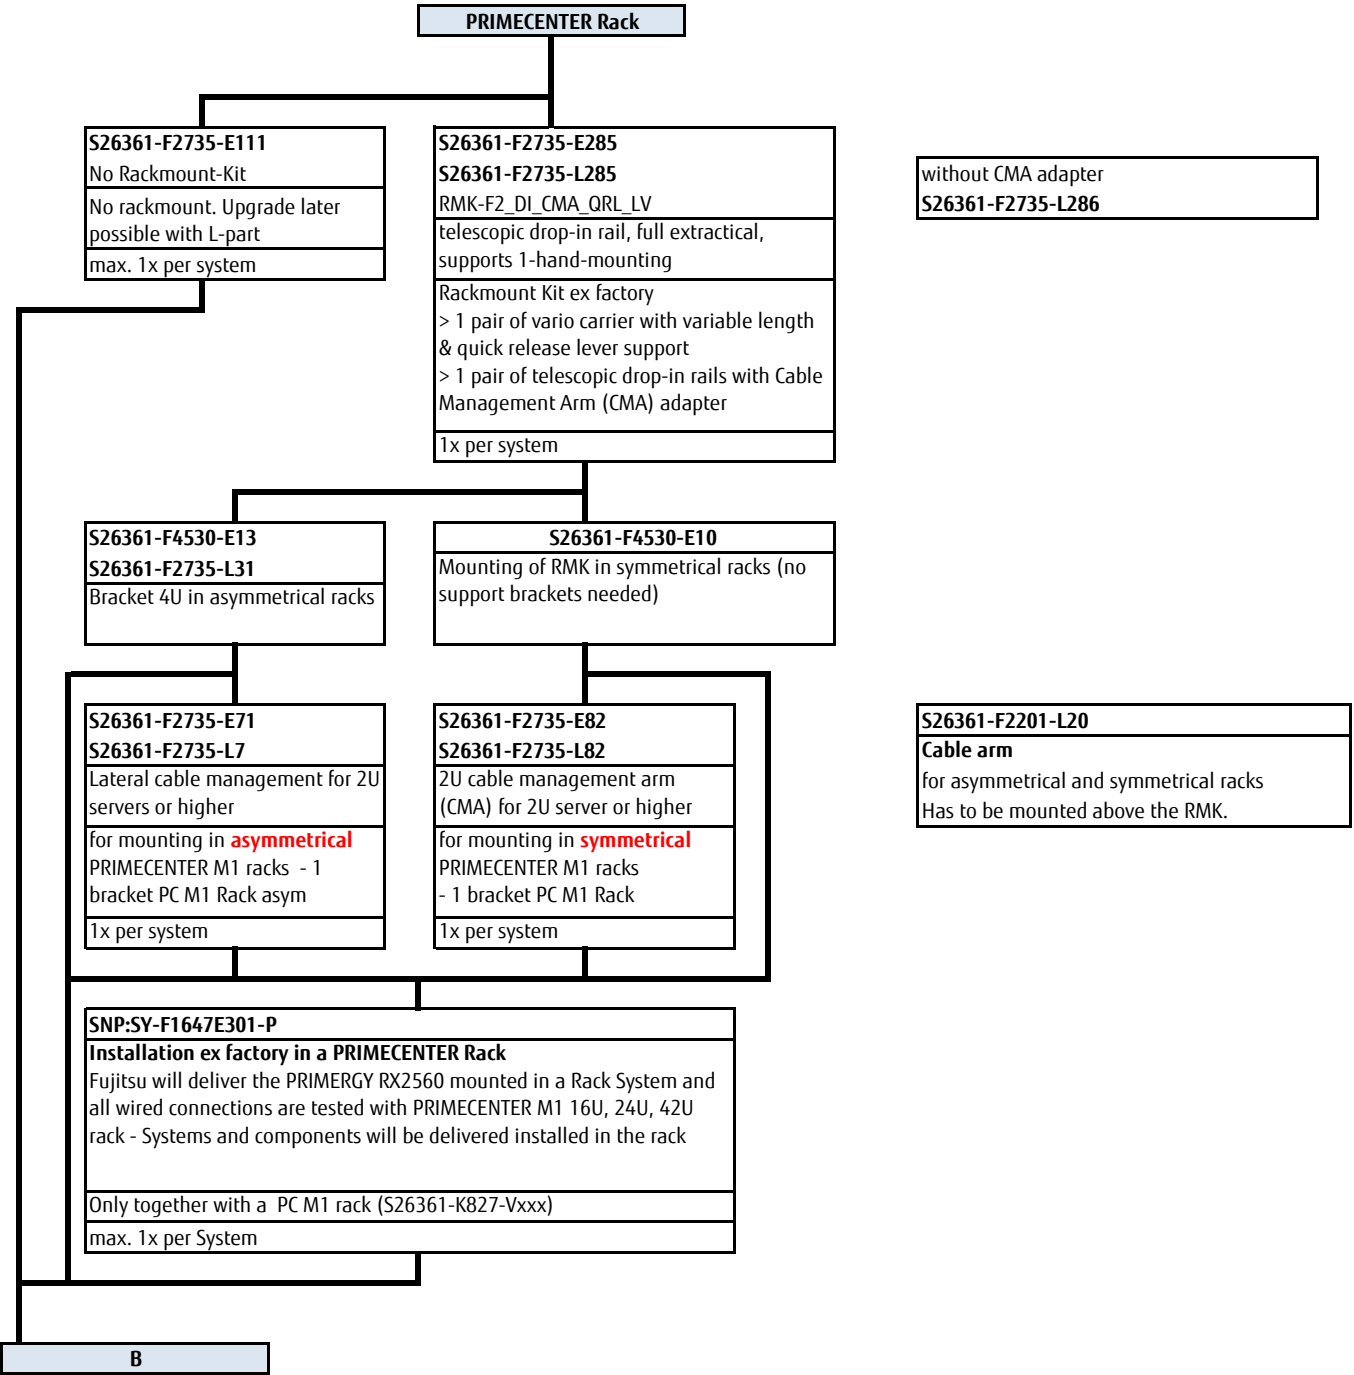 PRIMECENTER Rack
S26361-F2735-E111
No Rackmount-Kit
No rackmount. Upgrade later
possible with L-part
max. 1x per system
S26361-F2735-E285
S26361-F2735-L285
RMK-F2_DI_CMA_QRL_LV
telescopic drop-in rail, full extractical,
supports 1-hand-mounting
Rackmount Kit ex factory
> 1 pair of vario carrier with variable length
& quick release lever support
> 1 pair of telescopic drop-in rails with Cable
Management Arm (CMA) adapter
1x per system
without CMA adapter
S26361-F2735-L286
S26361-F4530-E13
S26361-F2735-L31
Bracket 4U in asymmetrical racks
S26361-F4530-E10
Mounting of RMK in symmetrical racks (no
support brackets needed)
S26361-F2735-E71
S26361-F2735-L7
Lateral cable management for 2U
servers or higher
for mounting in asymmetrical
PRIMECENTER M1 racks - 1
bracket PC M1 Rack asym
1x per system
S26361-F2735-E82
S26361-F2735-L82
2U cable management arm
(CMA) for 2U server or higher
for mounting in symmetrical
PRIMECENTER M1 racks
- 1 bracket PC M1 Rack
1x per system
S26361-F2201-L20
Cable arm
for asymmetrical and symmetrical racks
Has to be mounted above the RMK.
SNP:SY-F1647E301-P
Installation ex factory in a PRIMECENTER Rack
Fujitsu will deliver the PRIMERGY RX2560 mounted in a Rack System and
all wired connections are tested with PRIMECENTER M1 16U, 24U, 42U
rack - Systems and components will be delivered installed in the rack
Only together with a PC M1 rack (S26361-K827-Vxxx)
max. 1x per System
B